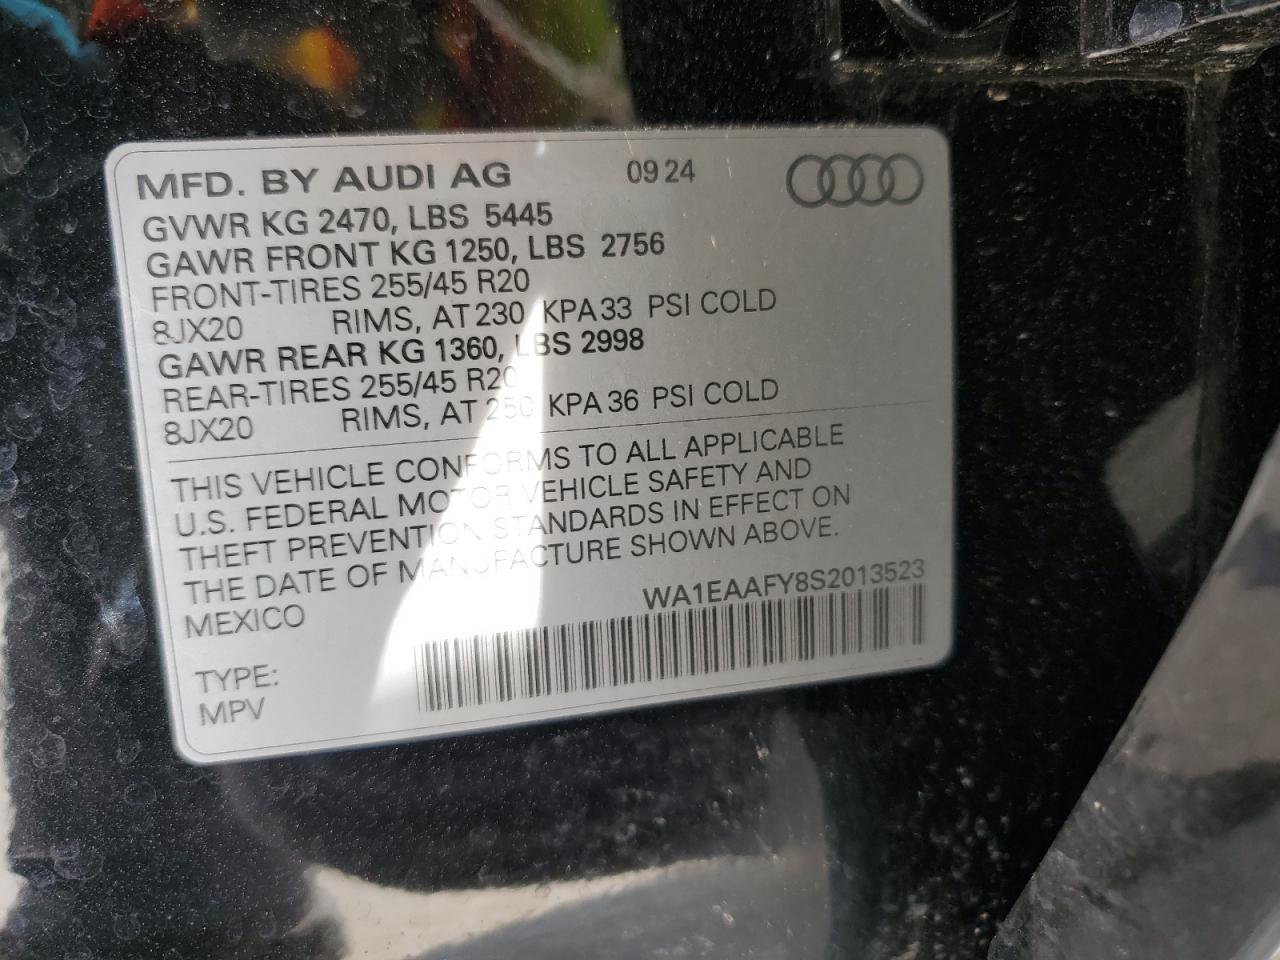 MFD. BY AUDI AG 09 24
GVWR KG 2470, LBS 5445
GAWR FRONT KG 1250, LBS 2756
FRONT-TIRES 255/45 R20
8JX20 RIMS, AT 230 KPA 33 PSI COLD
GAWR REAR KG 1360, LBS 2998
REAR-TIRES 255/45 R20
8JX20 RIMS, AT 250 KPA 36 PSI COLD
THIS VEHICLE CONFORMS TO ALL APPLICABLE
U.S. FEDERAL MOTOR VEHICLE SAFETY AND
THEFT PREVENTION STANDARDS IN EFFECT ON
THE DATE OF MANUFACTURE SHOWN ABOVE.
MEXICO WA1EAAFY8S2013523
TYPE:
MPV